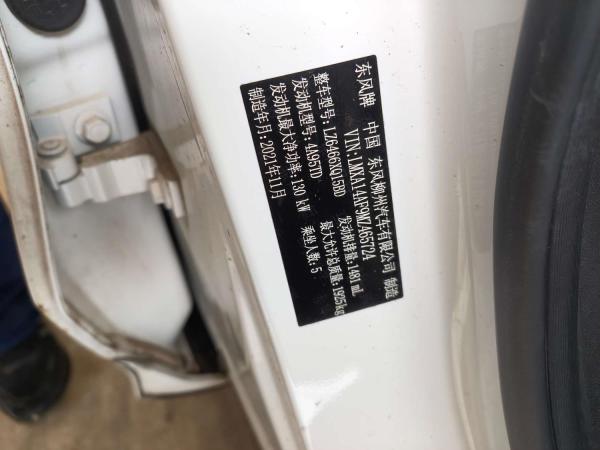 东风牌 中国 东风柳州汽车有限公司 制造
VIN:LMXA14AF9MZ465724
整车型号:LZ6466XQ15BD 发动机排量:1481 mL
发动机型号:4A95TD 最大允许总质量:1925kg
发动机最大净功率:130 kW 乘坐人数:5
制造年月:2021年11月